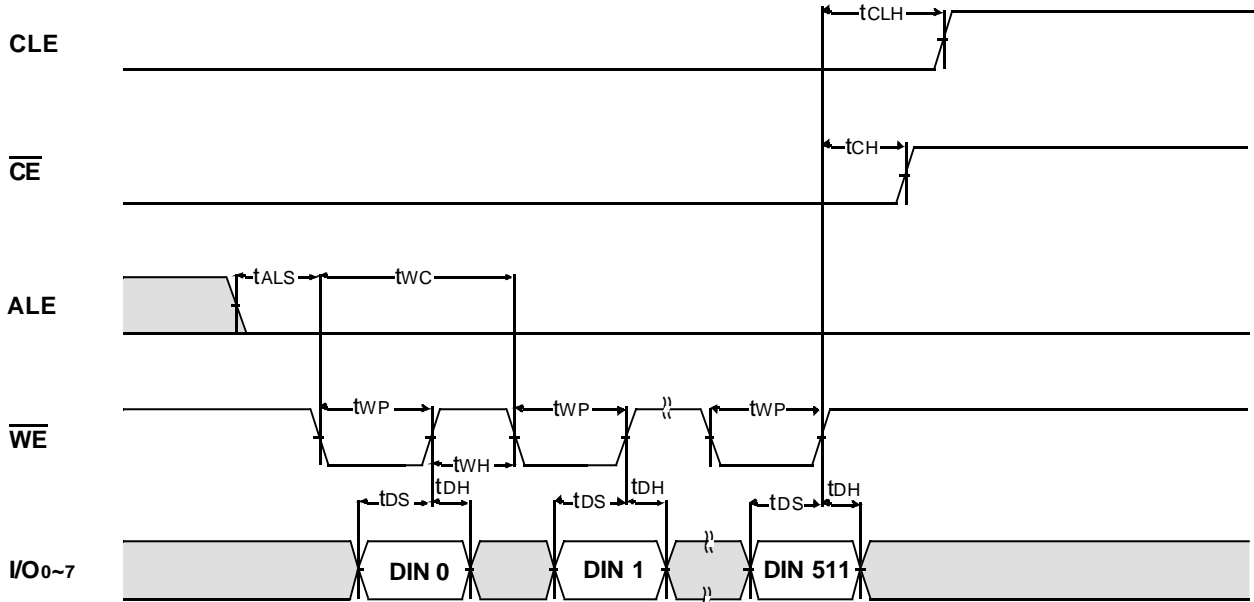 tCLH
CLE
tCH
CE
tALS
tWC
ALE
tWP
tWP
tWP
WE
tWH
tDS
tDH
tDS
tDH
tDS
tDH
I/O0~7
DIN 0
DIN 1
DIN 511